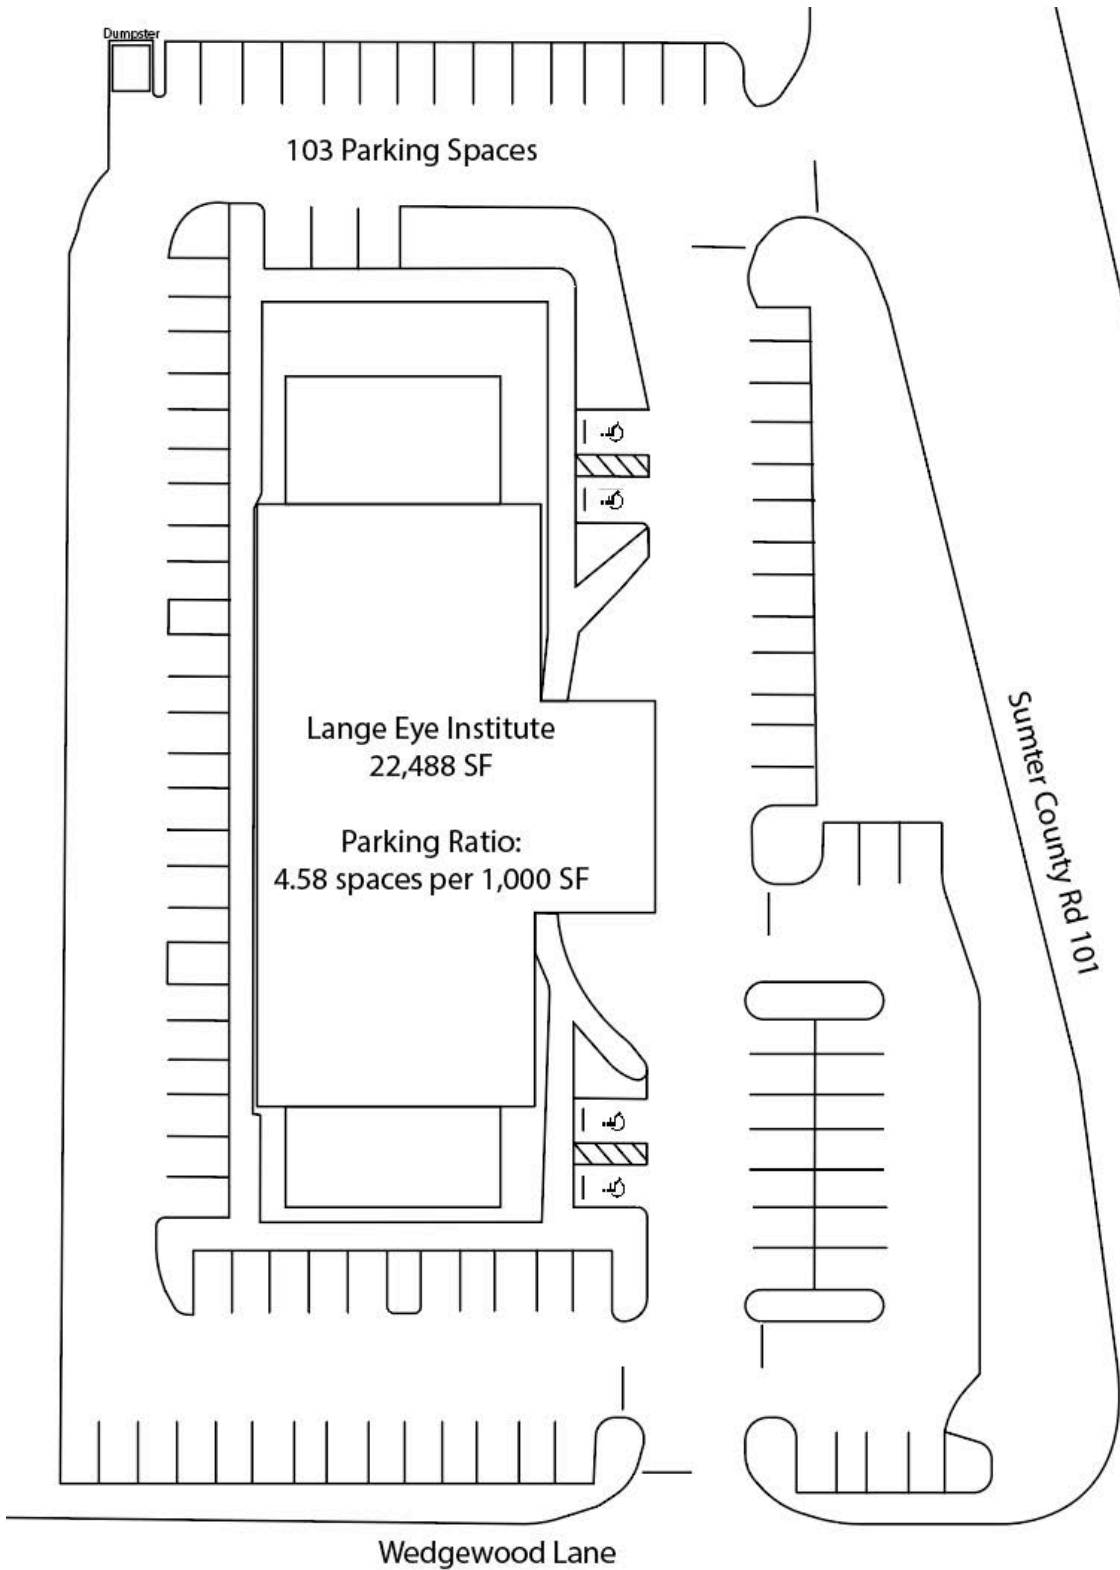 Dumpster
103 Parking Spaces
Lange Eye Institute
22,488 SF
Parking Ratio:
4.58 spaces per 1,000 SF
Sumter County Rd 101
Wedgewood Lane